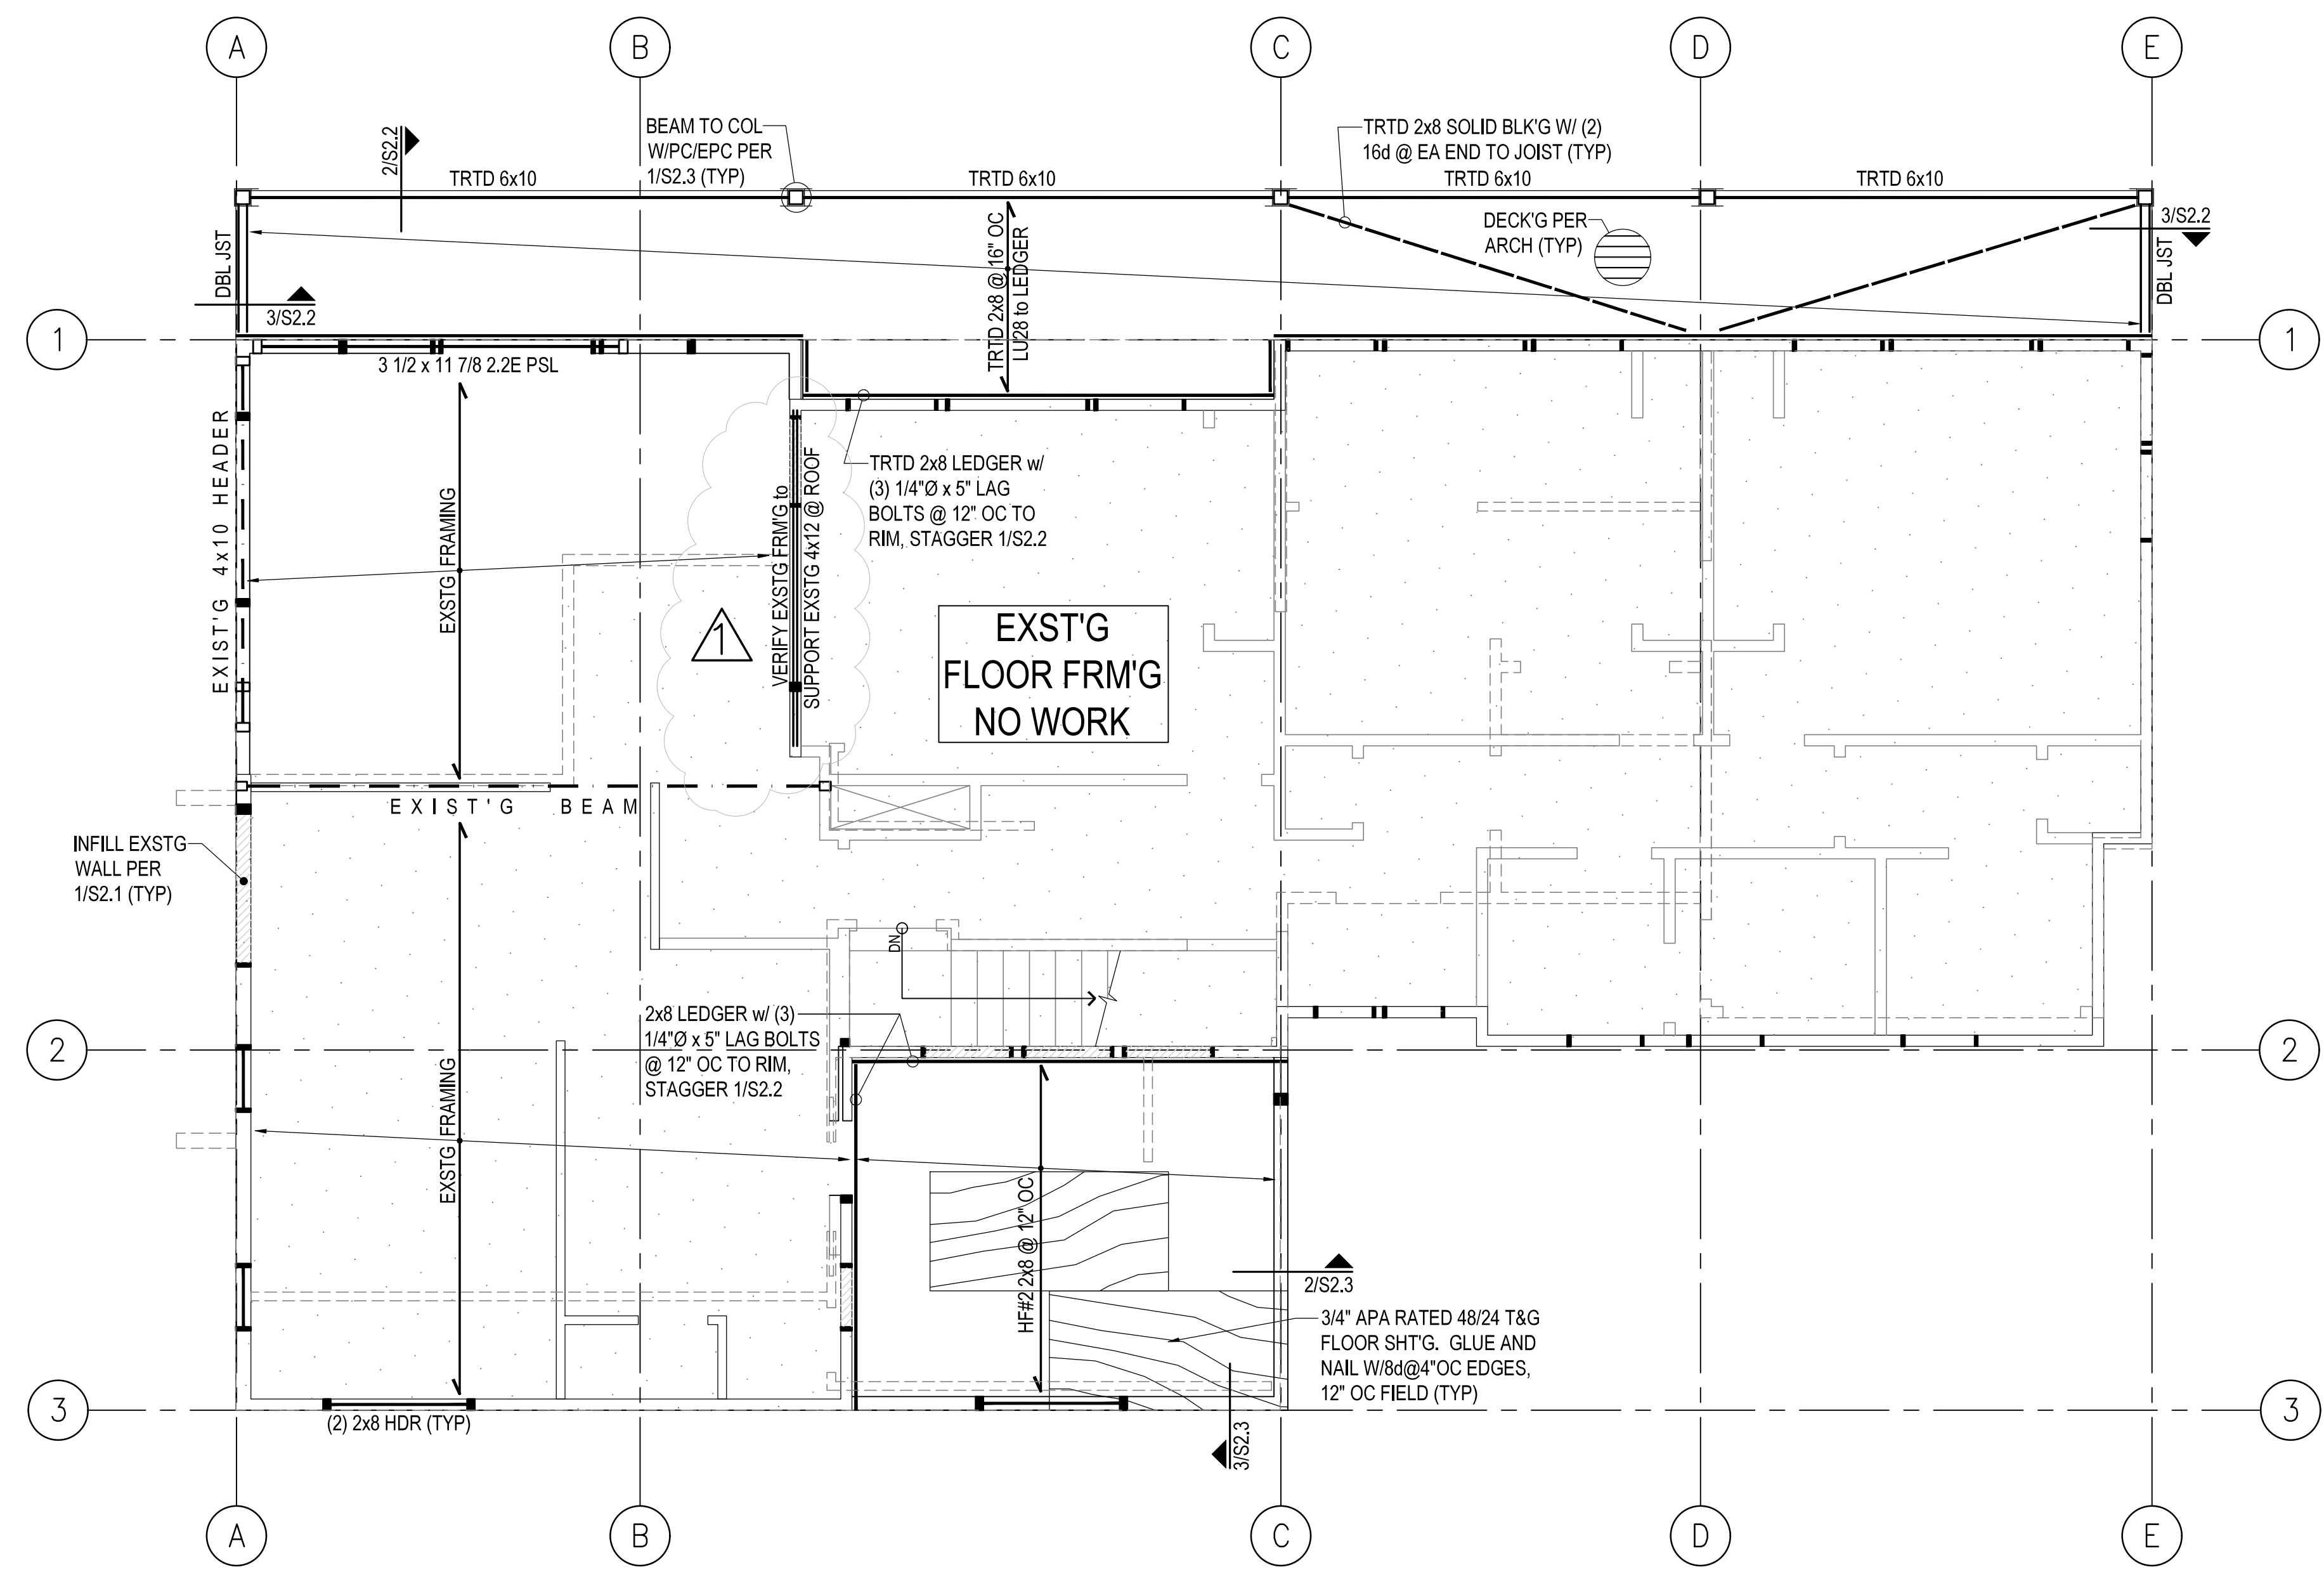 A
B
C
D
E
2/S2.2
BEAM TO COL
W/PC/EPC PER
1/S2.3 (TYP)
TRTD 2x8 SOLID BLK'G W/ (2)
16d @ EA END TO JOIST (TYP)
TRTD 6x10
TRTD 6x10
TRTD 6x10
TRTD 6x10
DECK'G PER
ARCH (TYP)
3/S2.2
DBL JST
DBL JST
3/S2.2
TRTD 2x8 @ 16" OC
LU28 to LEDGER
1
1
3 1/2 x 11 7/8 2.2E PSL
EXIST'G 4x10 HEADER
EXSTG FRAMING
VERIFY EXSTG FRM'G to
SUPPORT EXSTG 4x12 @ ROOF
1
TRTD 2x8 LEDGER w/
(3) 1/4"Ø x 5" LAG
BOLTS @ 12" OC TO
RIM, STAGGER 1/S2.2
EXST'G
FLOOR FRM'G
NO WORK
EXIST'G BEAM
INFILL EXSTG
WALL PER
1/S2.1 (TYP)
DN
2x8 LEDGER w/ (3)
1/4"Ø x 5" LAG BOLTS
@ 12" OC TO RIM,
STAGGER 1/S2.2
2
2
EXSTG FRAMING
HF#2 2x8 @ 12" OC
2/S2.3
3/4" APA RATED 48/24 T&G
FLOOR SHT'G. GLUE AND
NAIL W/8d@4"OC EDGES,
12" OC FIELD (TYP)
3
3
(2) 2x8 HDR (TYP)
3/S2.3
A
B
C
D
E